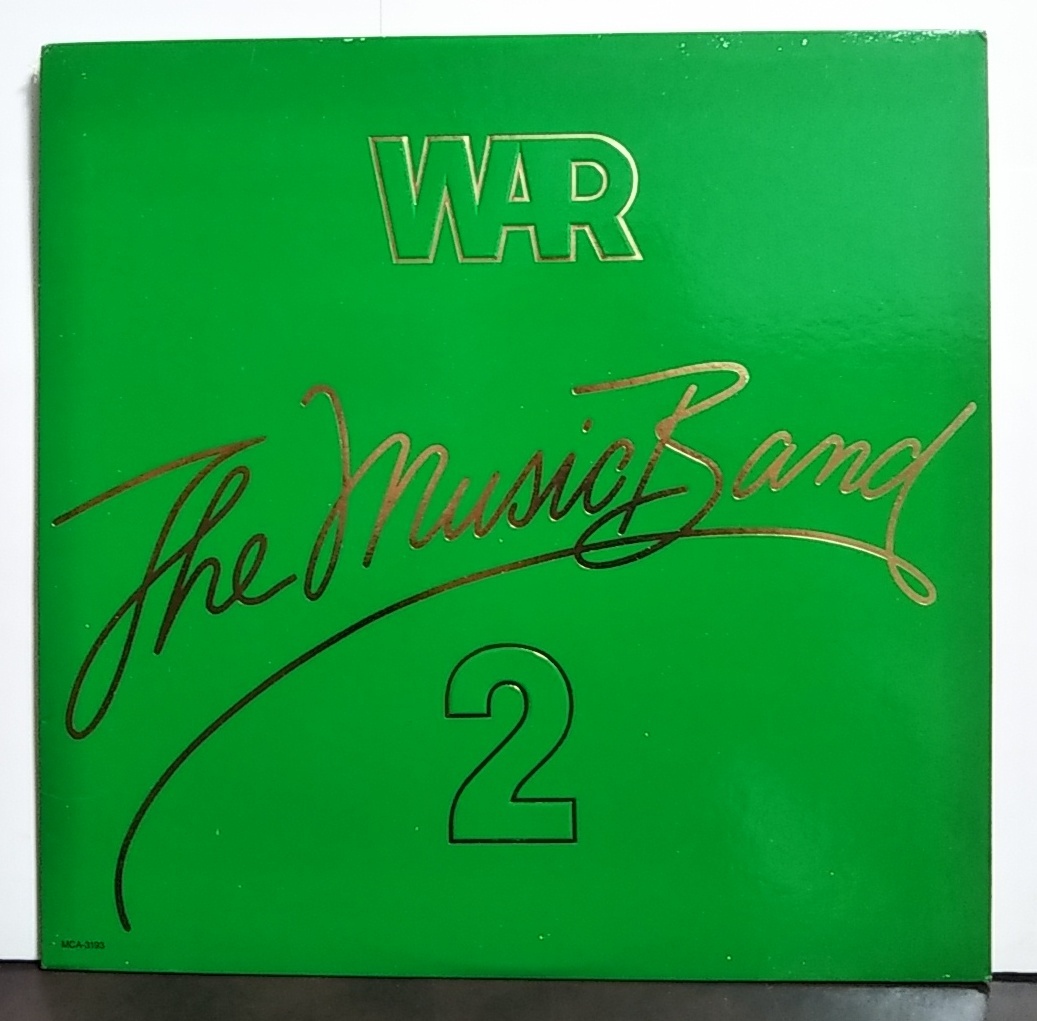 WAR
The Music Band
2
MCA-3193